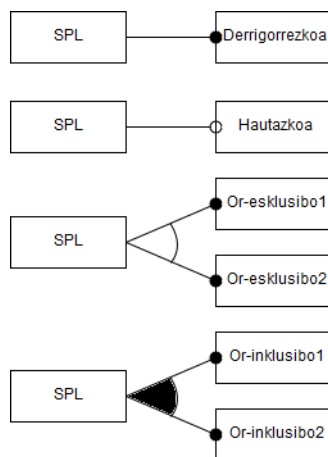 SPL
Derrigorrezkoa
SPL
Hautazkoa
SPL
Or-esklusibo1
Or-esklusibo2
SPL
Or-inklusibo1
Or-inklusibo2